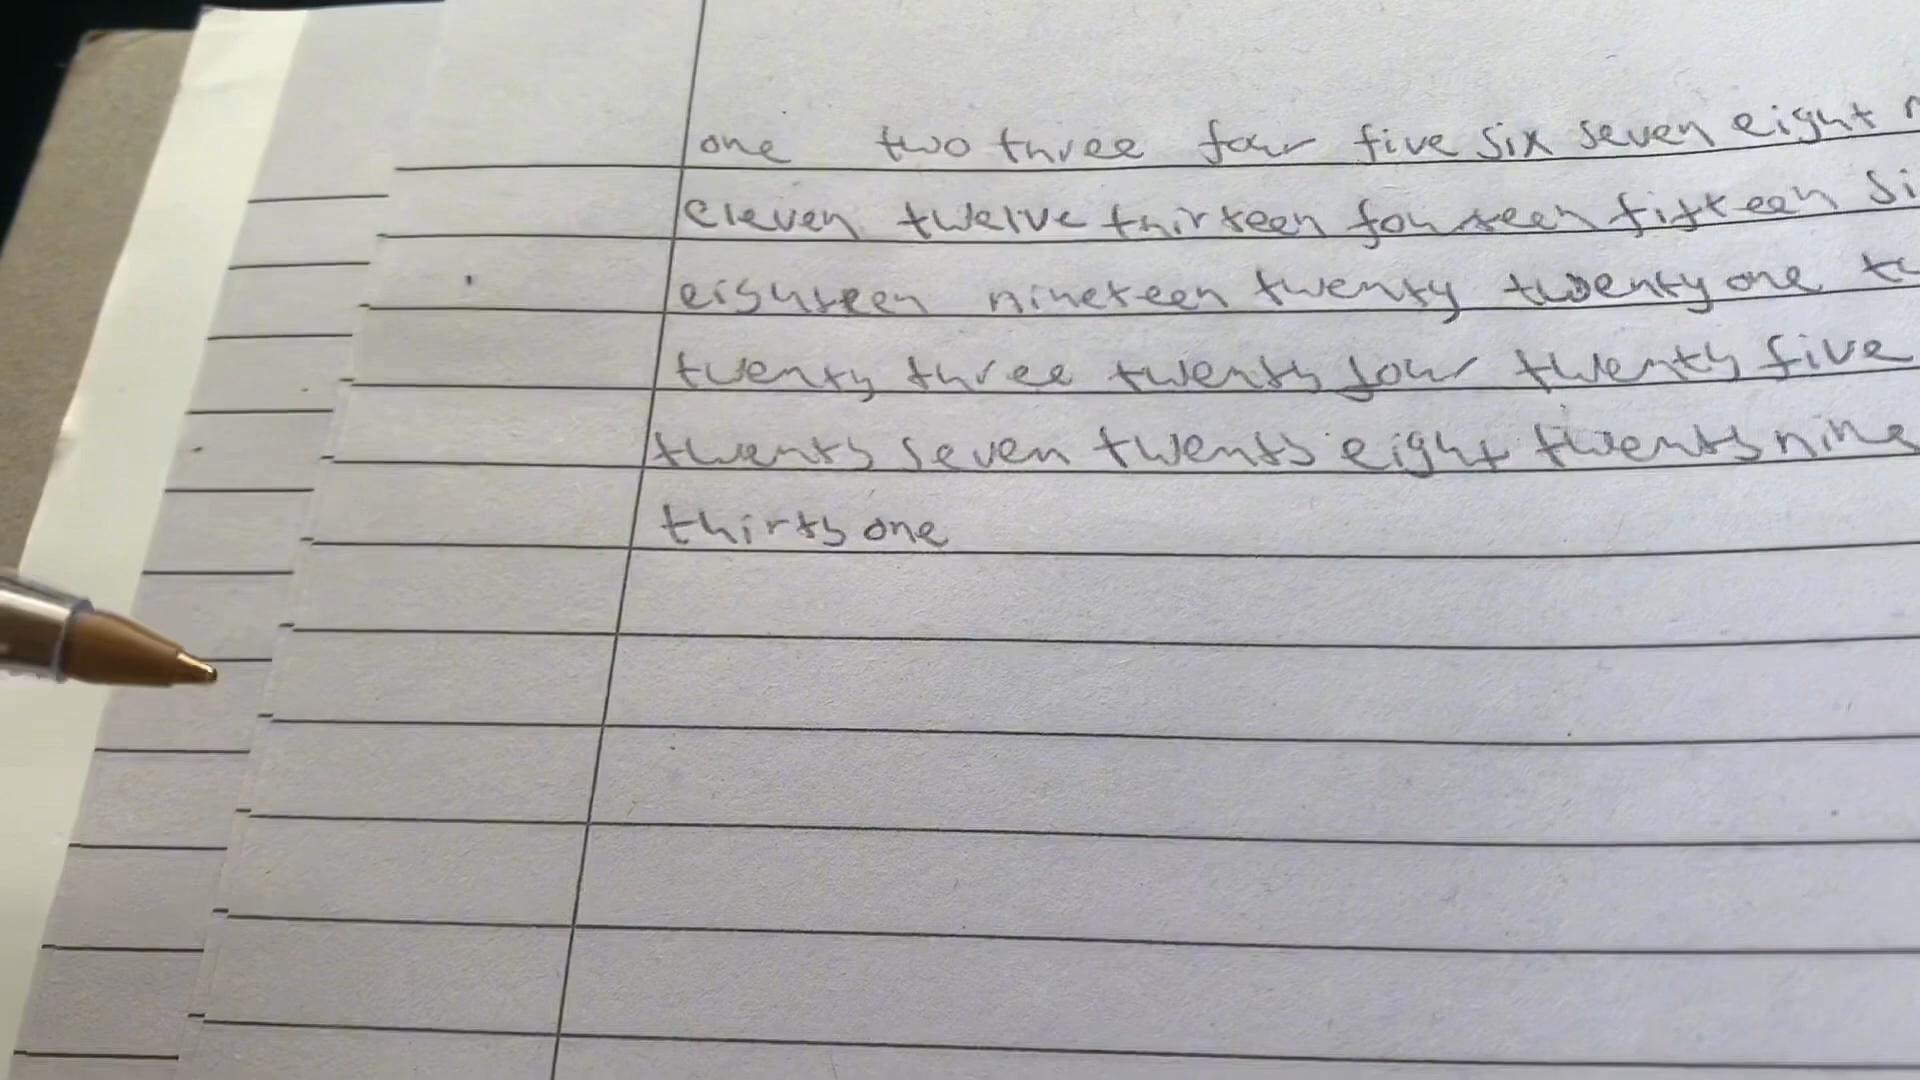 one two three four five six seven eight
eleven twelve thirteen fourteen fifteen
eighteen nineteen twenty twenty one
twenty three twenty four twenty five
twenty seven twenty eight twenty nine
thirty one